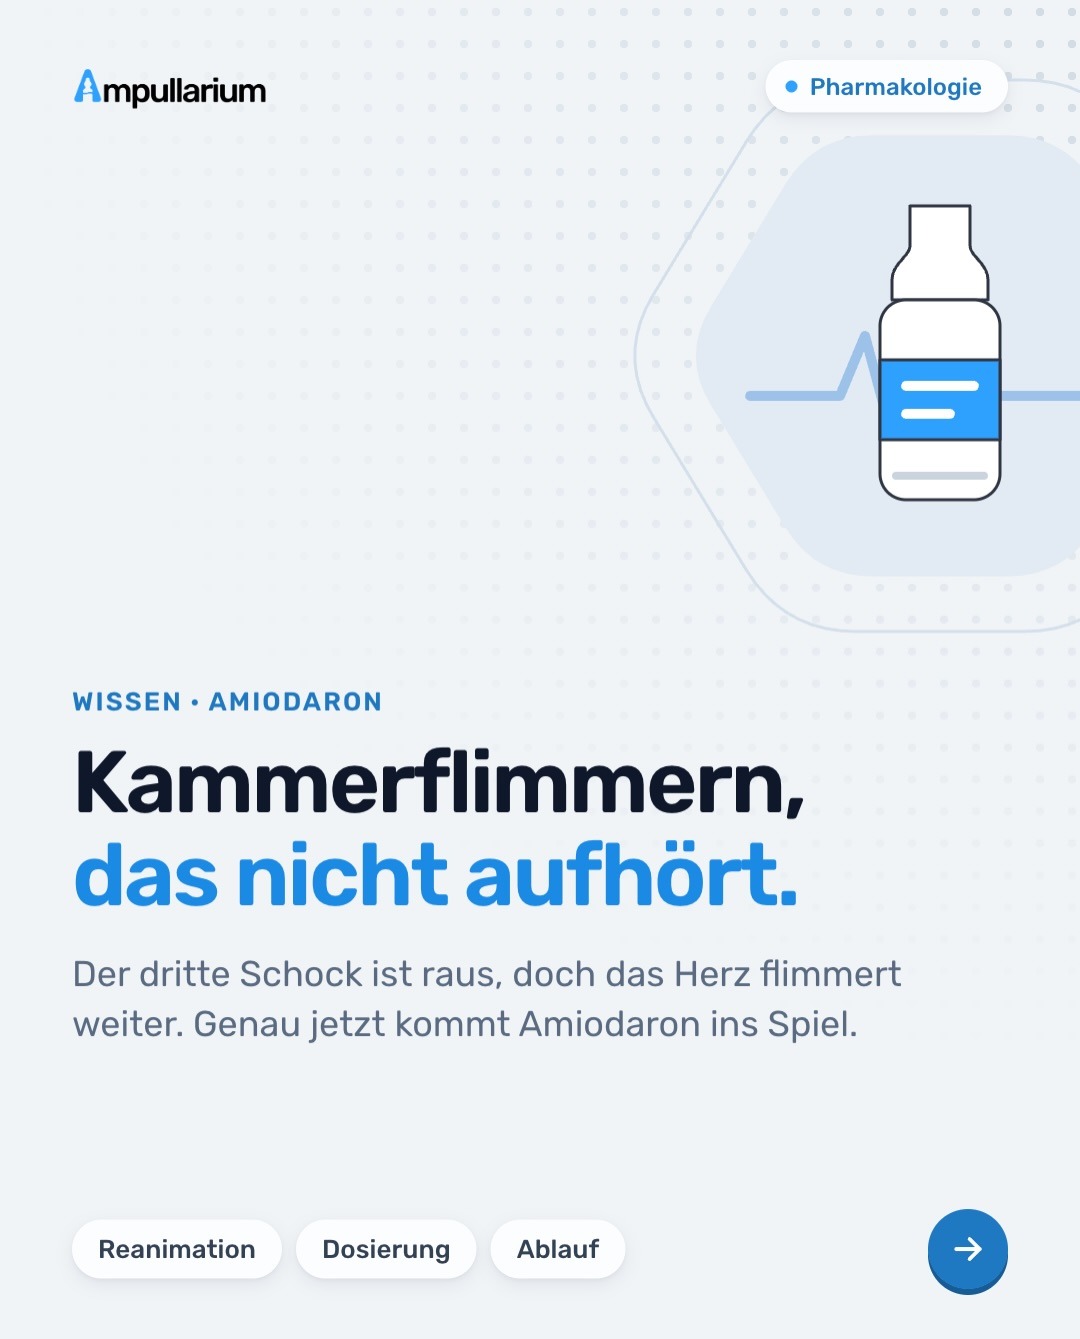 Ampullarium
Pharmakologie
WISSEN · AMIODARON
Kammerflimmern,
das nicht aufhört.
Der dritte Schock ist raus, doch das Herz flimmert
weiter. Genau jetzt kommt Amiodaron ins Spiel.
Reanimation
Dosierung
Ablauf